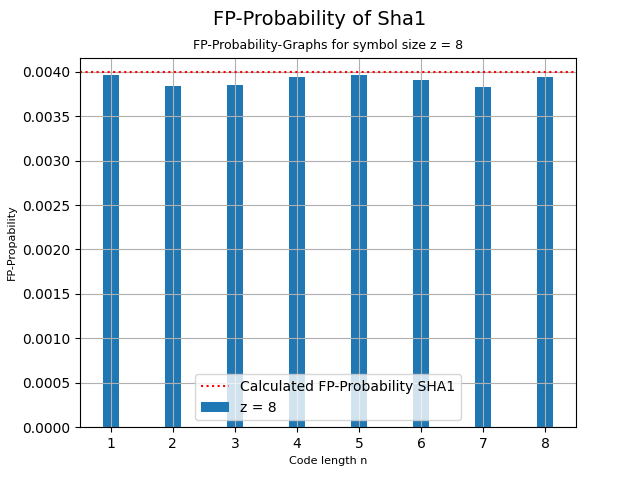 FP-Probability of Sha1
FP-Probability-Graphs for symbol size z = 8
0.0040
0.0035
0.0030
0.0025
0.0020
0.0015
0.0010
0.0005
0.0000
FP-Propability
Calculated FP-Probability SHA1
z = 8
1 2 3 4 5 6 7 8
Code length n